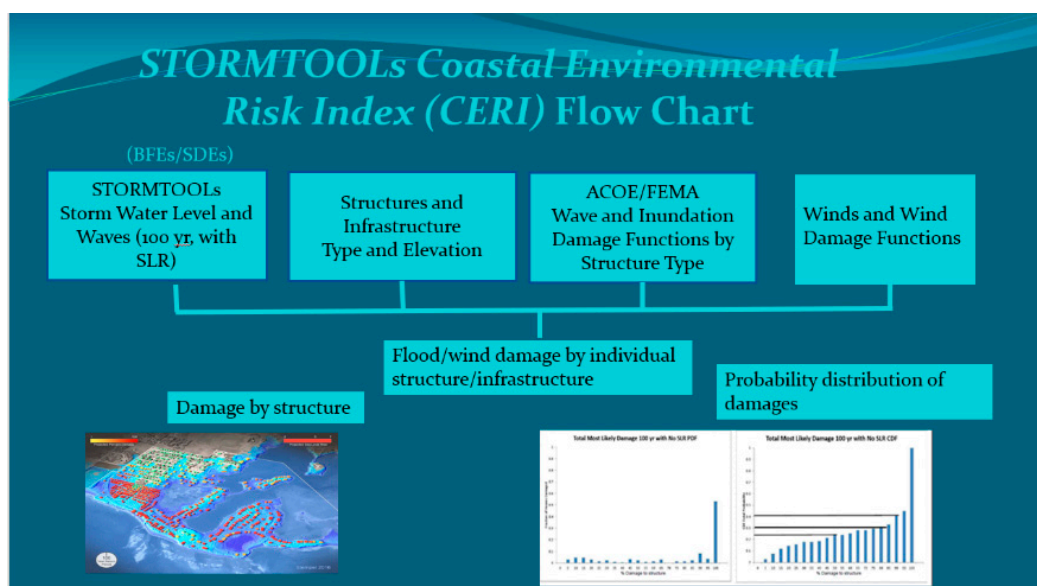 STORMTOOLs Coastal Environmental
Risk Index (CERI) Flow Chart
(BFEs/SDEs)
STORMTOOLs
Storm Water Level and
Waves (100 yr, with
SLR)
Structures and
Infrastructure
Type and Elevation
ACOE/FEMA
Wave and Inundation
Damage Functions by
Structure Type
Winds and Wind
Damage Functions
Flood/wind damage by individual
structure/infrastructure
Damage by structure
Probability distribution of
damages
Total Most Likely Damage 100 yr with No SLR PDF
% Damage to structure
Total Most Likely Damage 100 yr with No SLR CDF
% Damage to structure